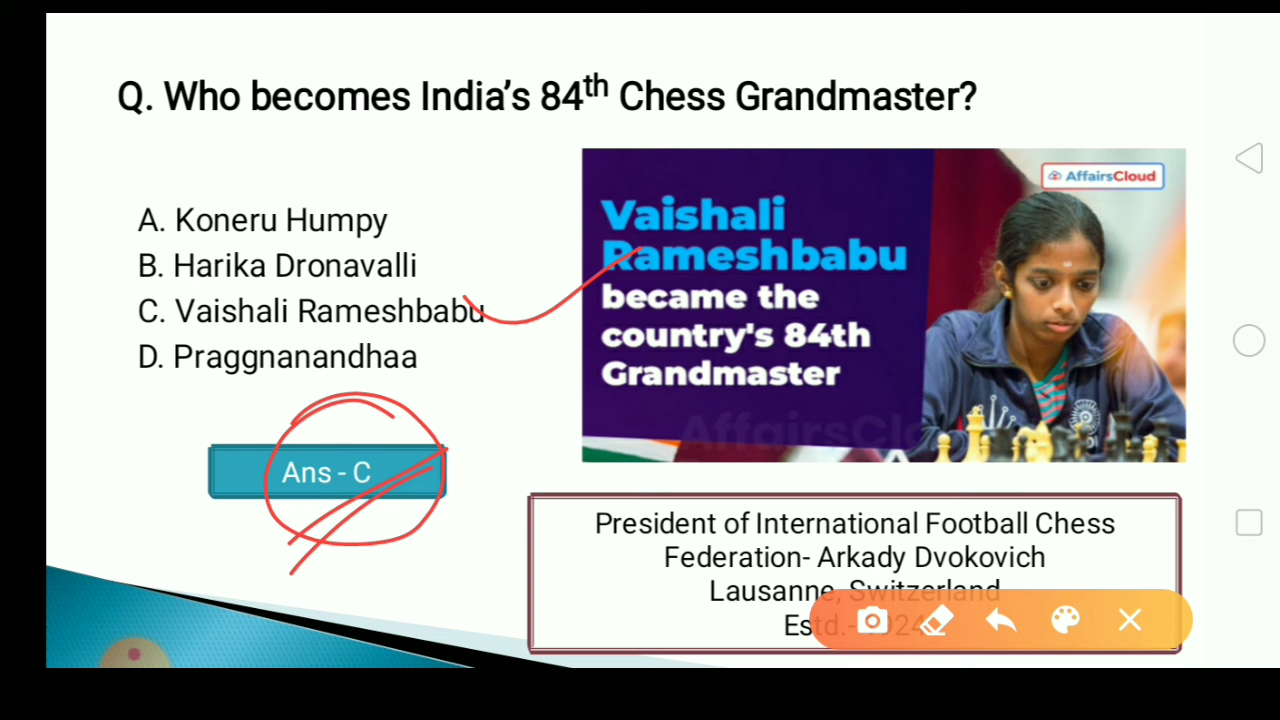 Q. Who becomes India's 84th Chess Grandmaster?
A. Koneru Humpy
B. Harika Dronavalli
C. Vaishali Rameshbabu
D. Praggnanandhaa
Ans - C
AffairsCloud
Vaishali
Rameshbabu
became the
country's 84th
Grandmaster
President of International Football Chess
Federation- Arkady Dvokovich
Lausanne, Switzerland
Estd.- 1924